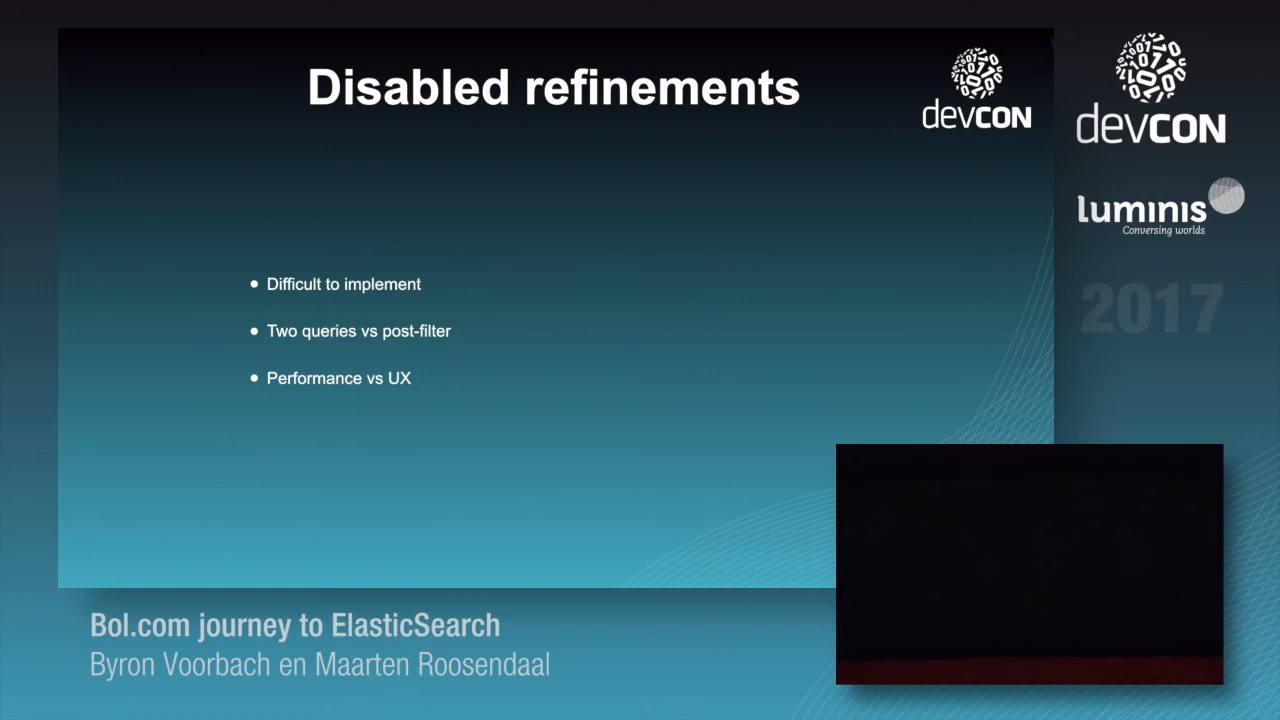 Disabled refinements
devCON
devCON
luminis
Conversing worlds
2017
• Difficult to implement
• Two queries vs post-filter
• Performance vs UX
Bol.com journey to ElasticSearch
Byron Voorbach en Maarten Roosendaal